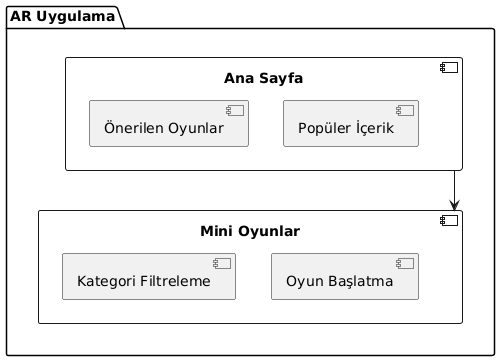 AR Uygulama
Ana Sayfa
Önerilen Oyunlar
Popüler İçerik
Mini Oyunlar
Kategori Filtreleme
Oyun Başlatma